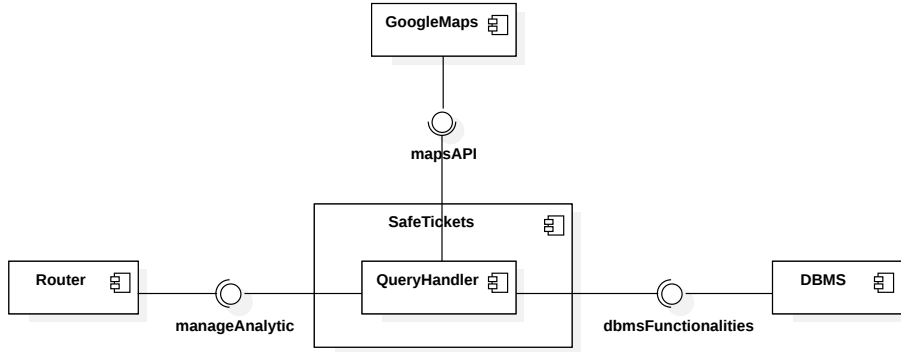 GoogleMaps
mapsAPI
SafeTickets
Router
QueryHandler
DBMS
manageAnalytic
dbmsFunctionalities